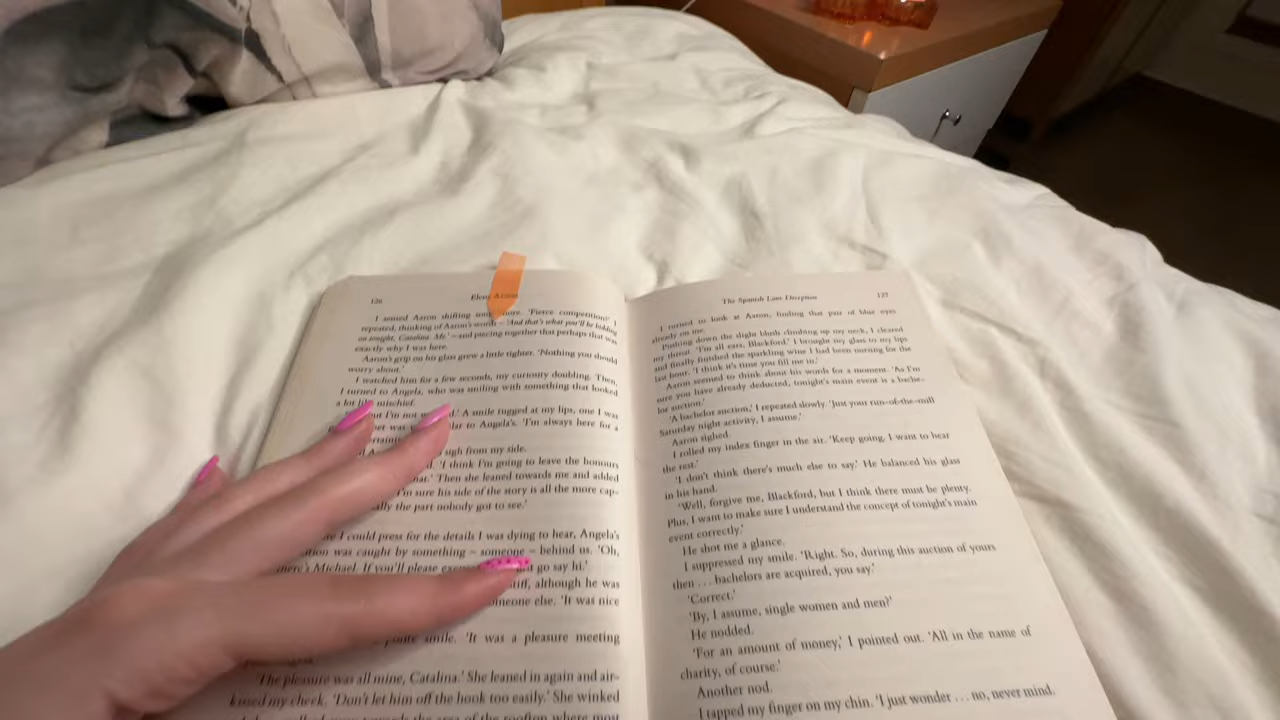 126
Elena Armas
I sensed Aaron shifting some more. 'Fierce competition?' I
repeated, thinking of Aaron's words – 'And that's what you'll be bidding
on tonight, Catalina. Me.' – and piecing together that perhaps that was
exactly why I was here.
Aaron's grip on his glass grew a little tighter. 'Nothing you should
worry about.'
I watched him for a few seconds, my curiosity doubling. Then,
I turned to Angela, who was smiling with something that looked
a lot like mischief.
but I'm not .' A smile tugged at my lips, one I
bet was to Angela's. 'I'm always here for a
sigh from my side.
'I think I'm going to leave the honours
Then she leaned towards me and added
I'm sure his side of the story is all the more cap-
the part nobody got to see.'
I could press for the details I was dying to hear, Angela's
was caught by something – someone – behind us. 'Oh,
there's Michael. If you'll please go say hi.'
although he was
someone else. 'It was nice
smile. 'It was a pleasure meeting
'The pleasure was all mine, Catalina.' She leaned in again and air-
kissed my cheek. 'Don't let him off the hook too easily.' She winked
towards the area of the rooftop where most
The Spanish Love Deception
127
I turned to look at Aaron, finding that pair of blue eyes
already on me.
Pushing down the slight blush climbing up my neck, I cleared
my throat. 'I'm all ears, Blackford.' I brought my glass to my lips
and finally finished the sparkling wine I had been nursing for the
last hour. 'I think it's time you fill me in.'
Aaron seemed to think about his words for a moment. 'As I'm
sure you have already deducted, tonight's main event is a bache-
lor auction.'
'A bachelor auction,' I repeated slowly. 'Just your run-of-the-mill
Saturday night activity, I assume.'
Aaron sighed.
I rolled my index finger in the air. 'Keep going, I want to hear
the rest.'
'I don't think there's much else to say.' He balanced his glass
in his hand.
'Well, forgive me, Blackford, but I think there must be plenty.
Plus, I want to make sure I understand the concept of tonight's main
event correctly.'
He shot me a glance.
I suppressed my smile. 'Right. So, during this auction of yours
then . . . bachelors are acquired, you say.'
'Correct.'
'By, I assume, single women and men?'
He nodded.
'For an amount of money,' I pointed out. 'All in the name of
charity, of course.'
Another nod.
I tapped my finger on my chin. 'I just wonder . . . no, never mind.